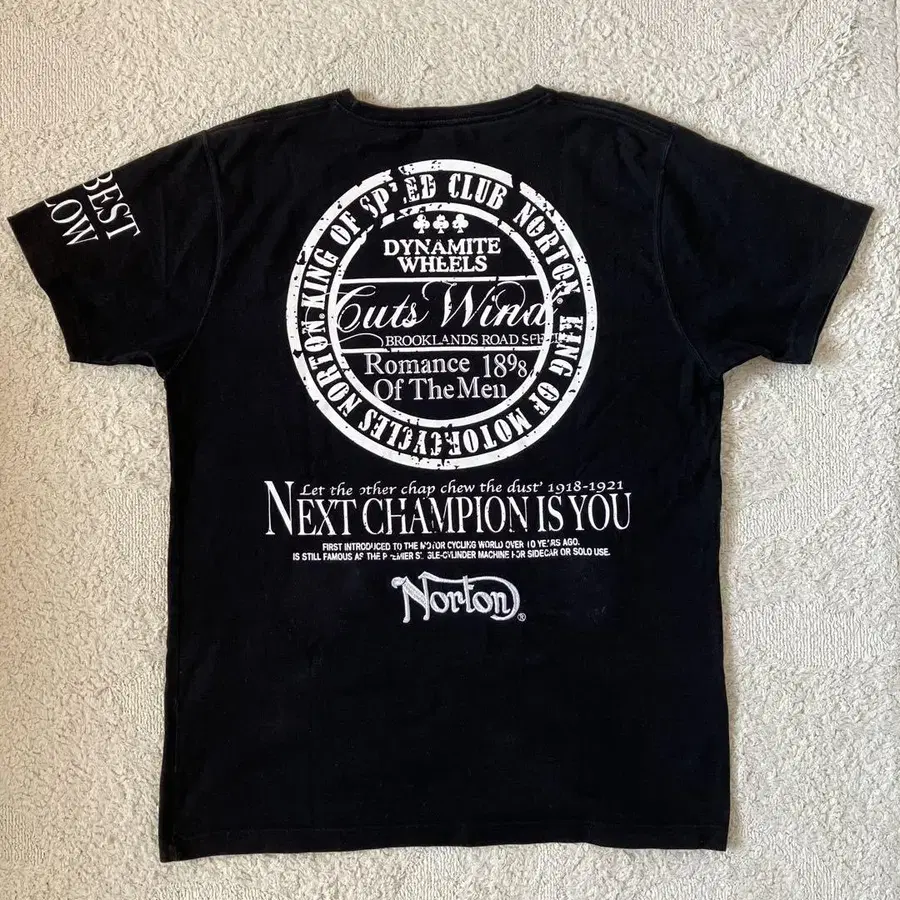 BEST
LOW
NORTON. KING OF SPEED CLUB NORTON. KING OF MOTORCYCLES
DYNAMITE
WHEELS
Cuts Wind
BROOKLANDS ROAD
Romance 1898
Of The Men
Let the other chap chew the dust' 1918-1921
NEXT CHAMPION IS YOU
FIRST INTRODUCED TO THE MOTOR CYCLING WORLD OVER 10 YEARS AGO.
IS STILL FAMOUS AS THE PREMIER SINGLE-CYLINDER MACHINE FOR SIDECAR OR SOLO USE.
Norton®